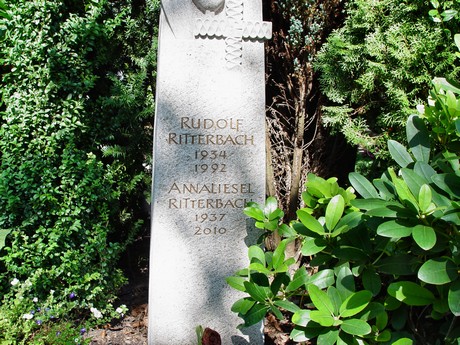 RUDOLF
RITTERBACH
1934
1992
ANNALIESEL
RITTERBACH
1937
2010